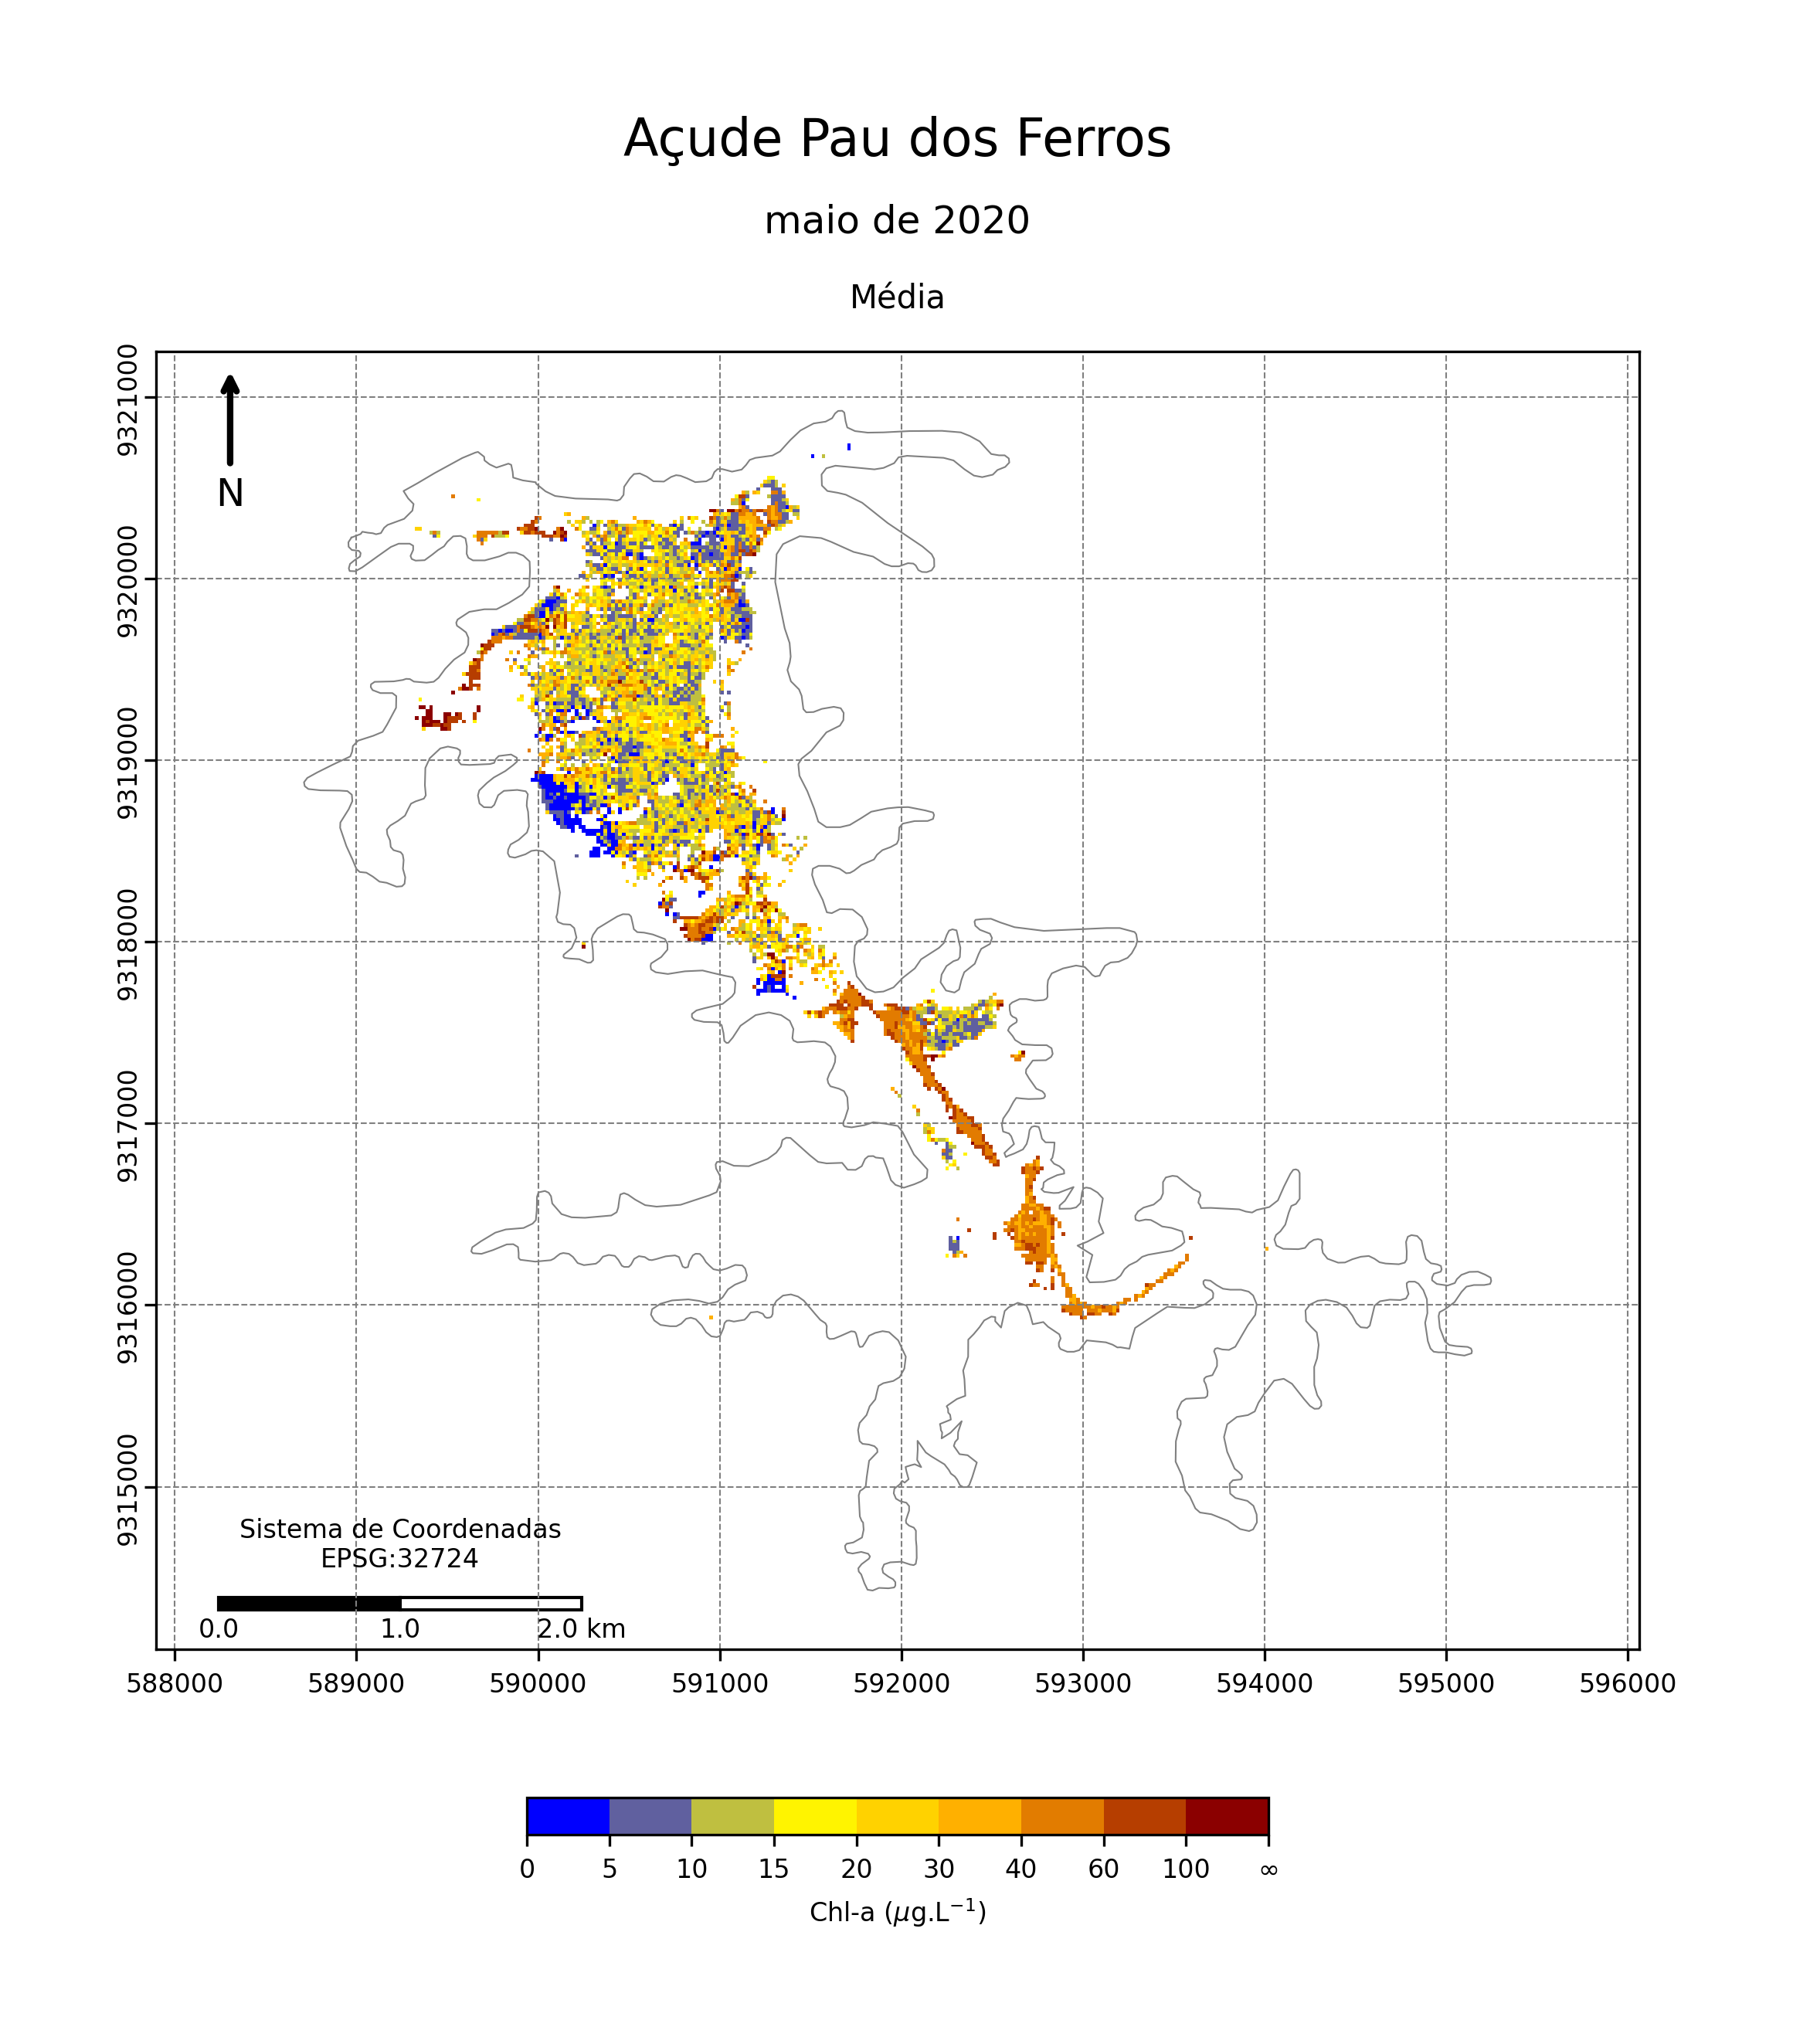 Açude Pau dos Ferros
maio de 2020
Média
9321000
9320000
9319000
9318000
9317000
9316000
9315000
N
Sistema de Coordenadas
EPSG:32724
0.0 1.0 2.0 km
588000 589000 590000 591000 592000 593000 594000 595000 596000
0 5 10 15 20 30 40 60 100 ∞
Chl-a (μg.L⁻¹)